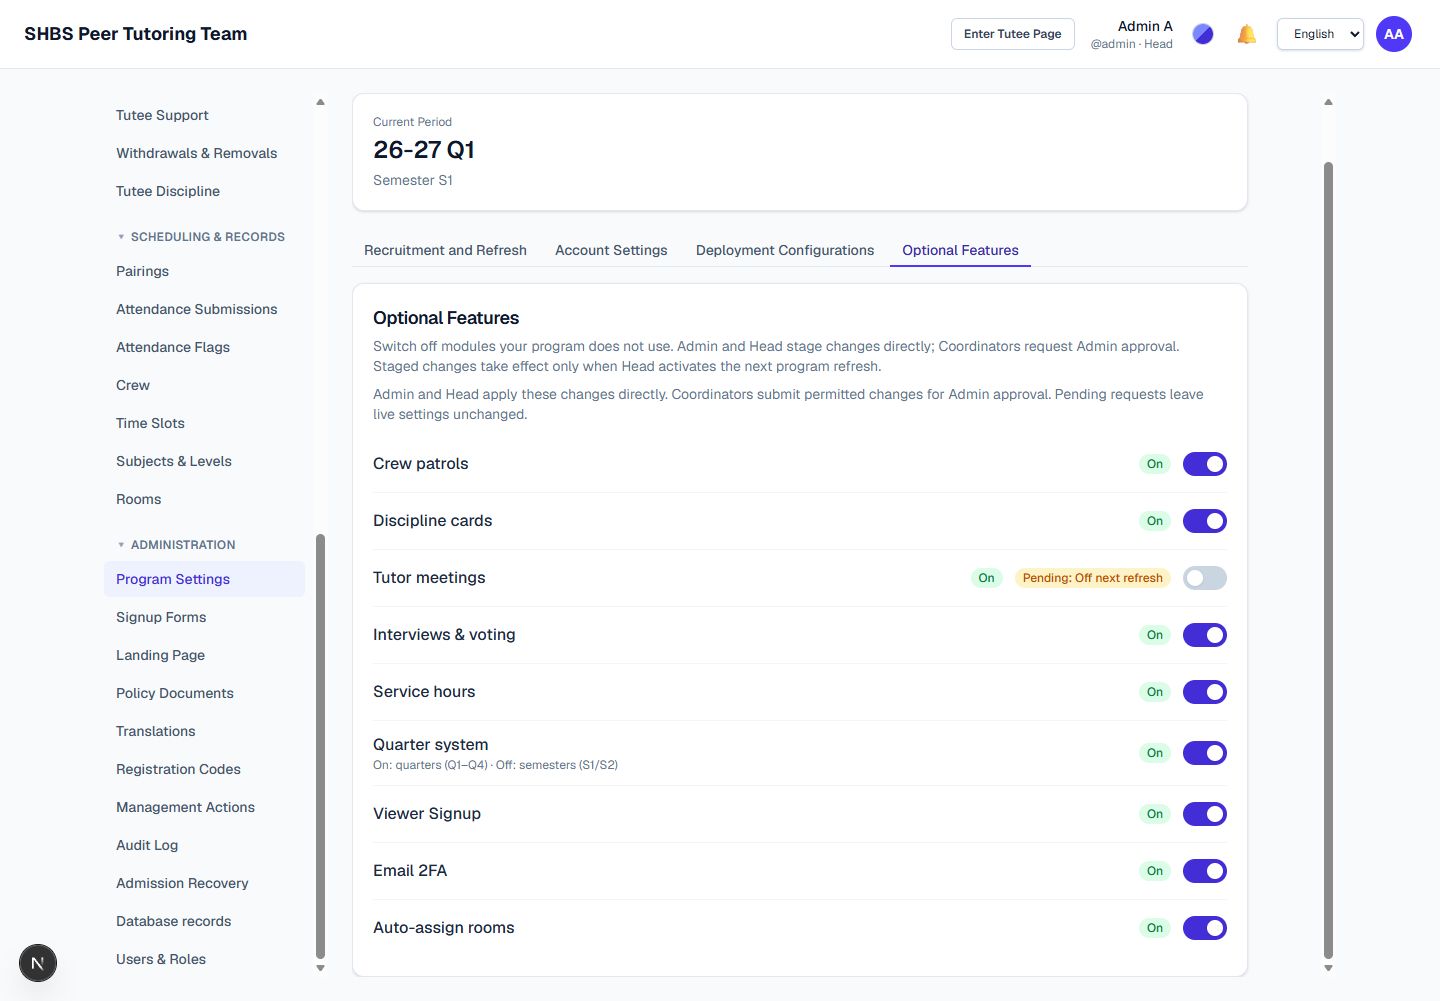 SHBS Peer Tutoring Team
Enter Tutee Page
Admin A
@admin · Head
English
AA
Tutee Support
Withdrawals & Removals
Tutee Discipline
SCHEDULING & RECORDS
Pairings
Attendance Submissions
Attendance Flags
Crew
Time Slots
Subjects & Levels
Rooms
ADMINISTRATION
Program Settings
Signup Forms
Landing Page
Policy Documents
Translations
Registration Codes
Management Actions
Audit Log
Admission Recovery
Database records
Users & Roles
N
Current Period
26-27 Q1
Semester S1
Recruitment and Refresh
Account Settings
Deployment Configurations
Optional Features
Optional Features
Switch off modules your program does not use. Admin and Head stage changes directly; Coordinators request Admin approval.
Staged changes take effect only when Head activates the next program refresh.
Admin and Head apply these changes directly. Coordinators submit permitted changes for Admin approval. Pending requests leave
live settings unchanged.
Crew patrols
On
Discipline cards
On
Tutor meetings
On
Pending: Off next refresh
Interviews & voting
On
Service hours
On
Quarter system
On: quarters (Q1–Q4) · Off: semesters (S1/S2)
On
Viewer Signup
On
Email 2FA
On
Auto-assign rooms
On